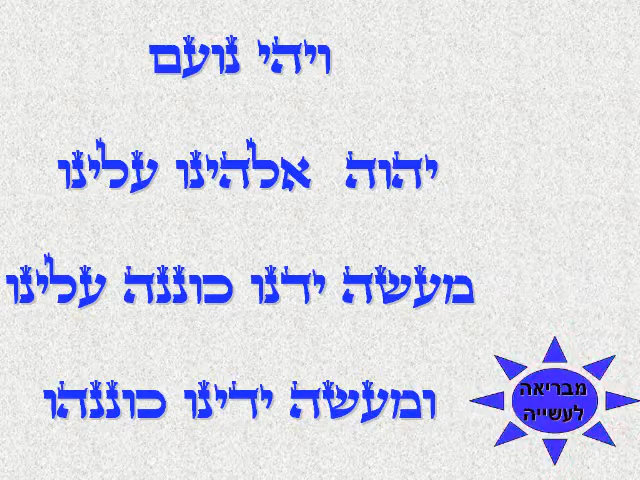 ויהי נועם
יהוה אלהינו עלינו
מעשה ידנו כוננה עלינו
ומעשה ידינו כוננהו
מבריאה
לעשייה